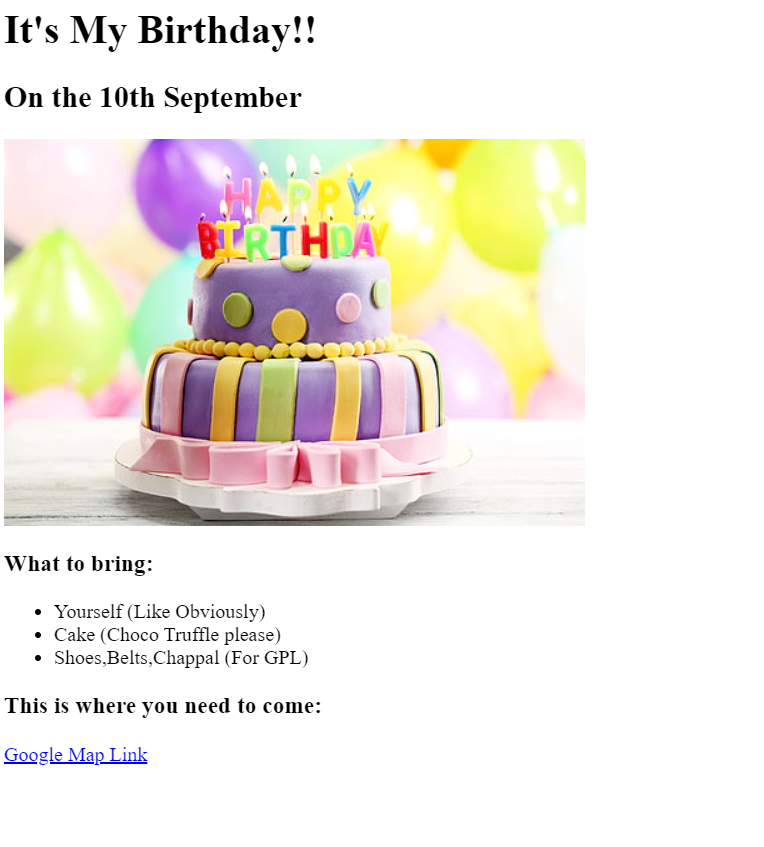 It's My Birthday!!
On the 10th September
HAPPY
BIRTHDAY
What to bring:
Yourself (Like Obviously)
Cake (Choco Truffle please)
Shoes,Belts,Chappal (For GPL)
This is where you need to come:
Google Map Link